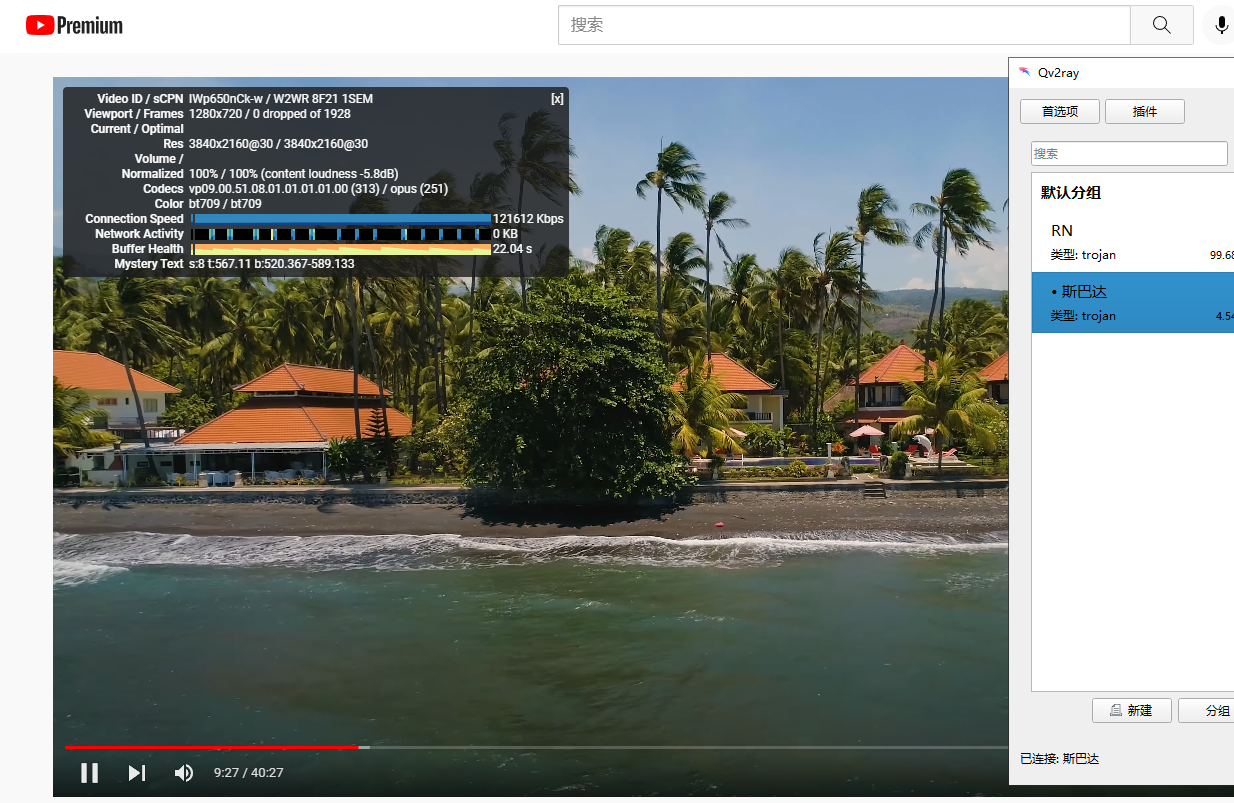 Premium
搜索
Video ID / sCPN IWp650nCk-w / W2WR 8F21 1SEM [x]
Viewport / Frames 1280x720 / 0 dropped of 1928
Current / Optimal
Res 3840x2160@30 / 3840x2160@30
Volume /
Normalized 100% / 100% (content loudness -5.8dB)
Codecs vp09.00.51.08.01.01.01.01.00 (313) / opus (251)
Color bt709 / bt709
Connection Speed 121612 Kbps
Network Activity 0 KB
Buffer Health 22.04 s
Mystery Text s:8 t:567.11 b:520.367-589.133
9:27 / 40:27
Qv2ray
首选项 插件
搜索
默认分组
RN
类型: trojan 99.68
• 斯巴达
类型: trojan 4.54
新建 分组
已连接: 斯巴达